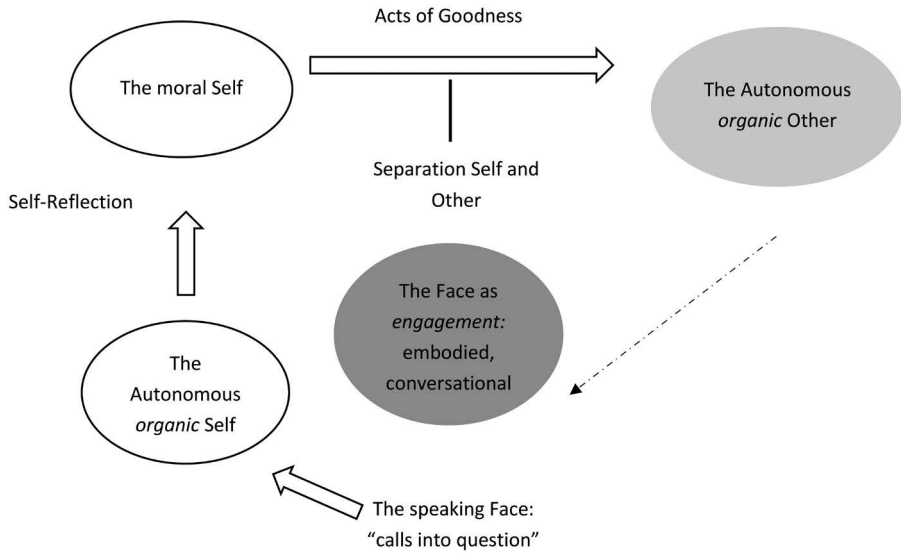 Acts of Goodness
The moral Self
The Autonomous
organic Other
Separation Self and
Other
Self-Reflection
The Face as
engagement:
embodied,
conversational
The
Autonomous
organic Self
The speaking Face:
“calls into question”